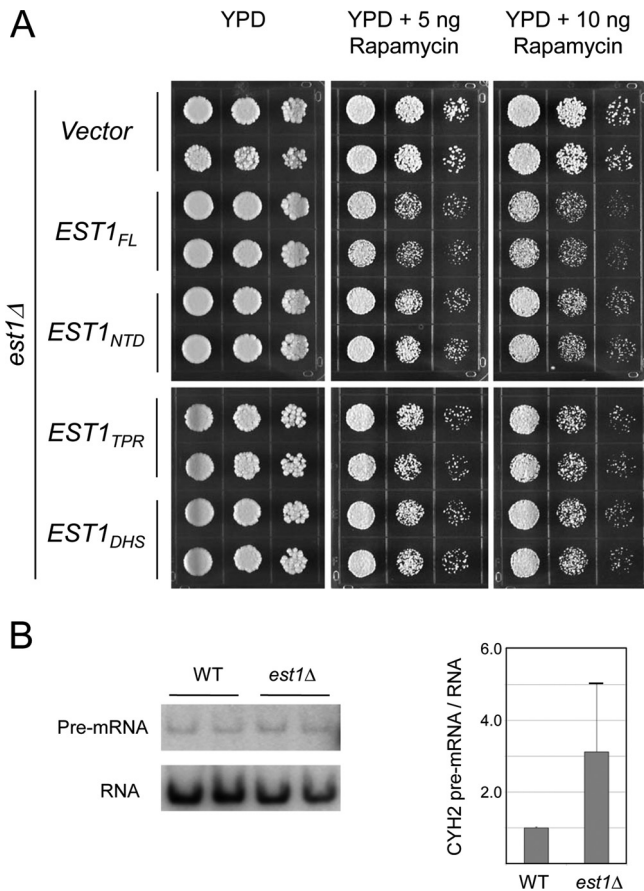 A
YPD
YPD + 5 ng
Rapamycin
YPD + 10 ng
Rapamycin
est1Δ
Vector
EST1FL
EST1NTD
EST1TPR
EST1DHS
B
WT
est1Δ
Pre-mRNA
RNA
CYH2 pre-mRNA / RNA
6.0
4.0
2.0
WT
est1Δ